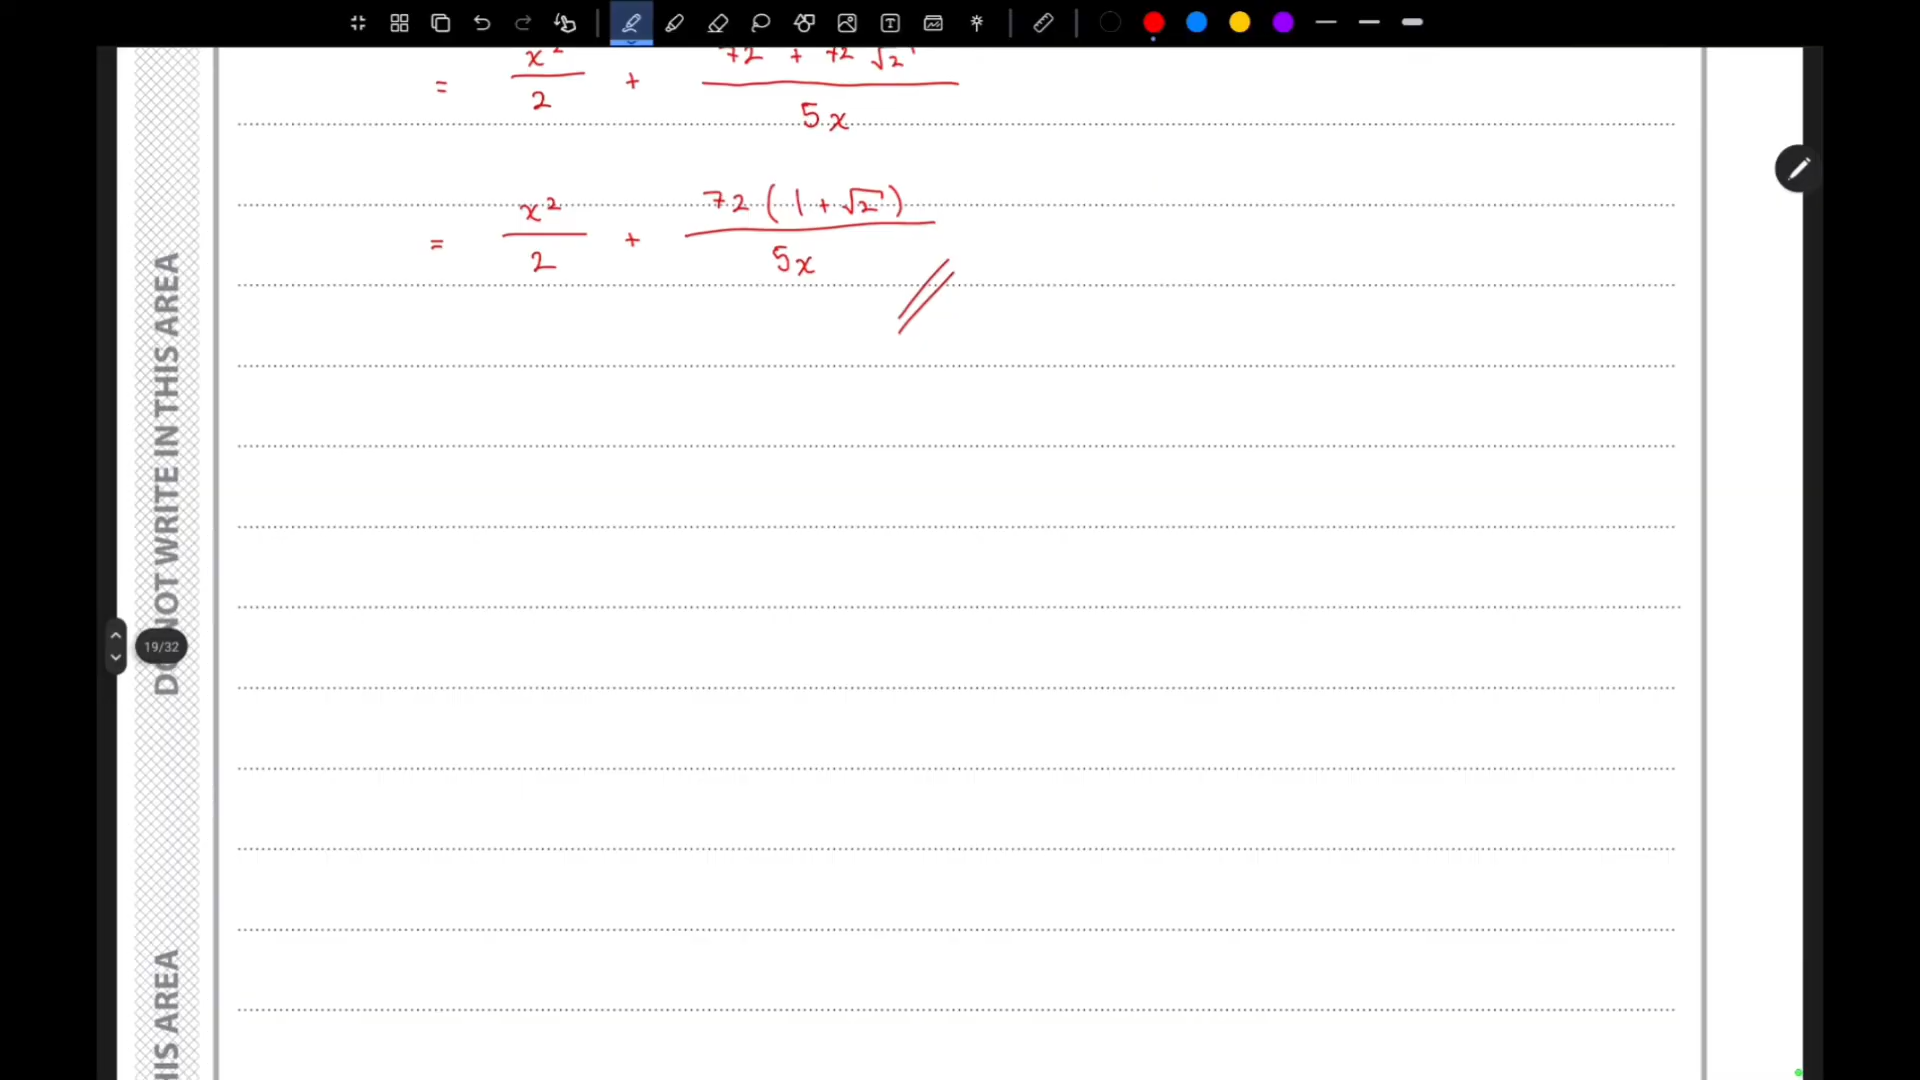 = x²/2 + (72 + 72√2)/5x
= x²/2 + 72(1 + √2)/5x
DO NOT WRITE IN THIS AREA
19/32
HIS AREA